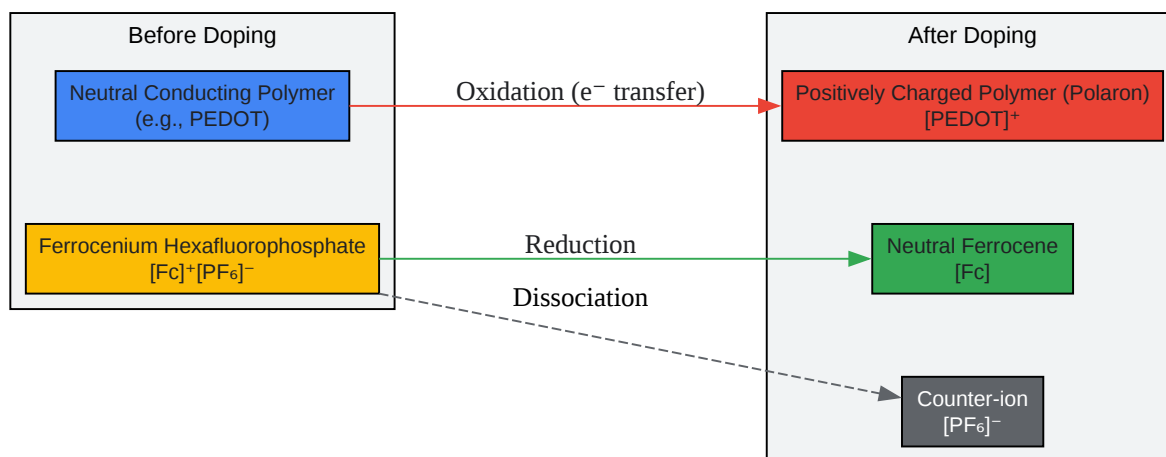 Before Doping
After Doping
Neutral Conducting Polymer
(e.g., PEDOT)
Oxidation (e⁻ transfer)
Positively Charged Polymer (Polaron)
[PEDOT]⁺
Ferrocenium Hexafluorophosphate
[Fc]⁺[PF₆]⁻
Reduction
Neutral Ferrocene
[Fc]
Dissociation
Counter-ion
[PF₆]⁻